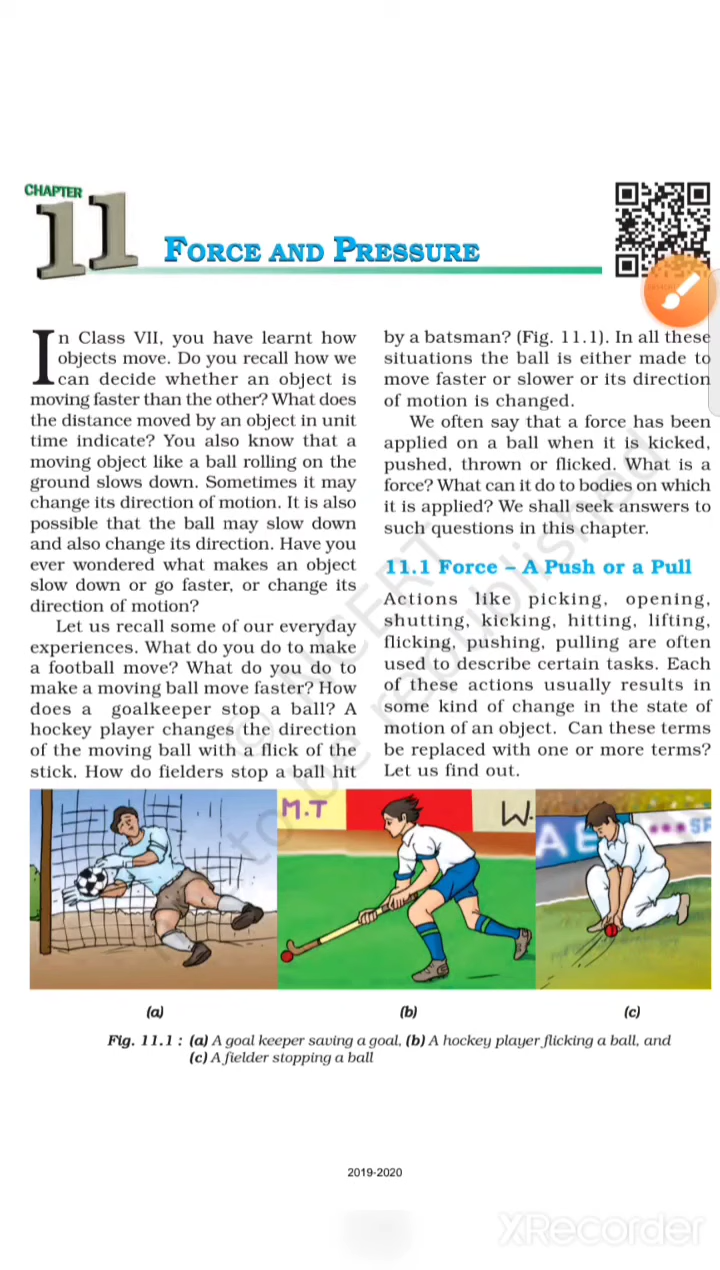 CHAPTER
11
FORCE AND PRESSURE
In Class VII, you have learnt how
objects move. Do you recall how we
can decide whether an object is
moving faster than the other? What does
the distance moved by an object in unit
time indicate? You also know that a
moving object like a ball rolling on the
ground slows down. Sometimes it may
change its direction of motion. It is also
possible that the ball may slow down
and also change its direction. Have you
ever wondered what makes an object
slow down or go faster, or change its
direction of motion?
Let us recall some of our everyday
experiences. What do you do to make
a football move? What do you do to
make a moving ball move faster? How
does a goalkeeper stop a ball? A
hockey player changes the direction
of the moving ball with a flick of the
stick. How do fielders stop a ball hit
by a batsman? (Fig. 11.1). In all these
situations the ball is either made to
move faster or slower or its direction
of motion is changed.
We often say that a force has been
applied on a ball when it is kicked,
pushed, thrown or flicked. What is a
force? What can it do to bodies on which
it is applied? We shall seek answers to
such questions in this chapter.
11.1 Force – A Push or a Pull
Actions like picking, opening,
shutting, kicking, hitting, lifting,
flicking, pushing, pulling are often
used to describe certain tasks. Each
of these actions usually results in
some kind of change in the state of
motion of an object. Can these terms
be replaced with one or more terms?
Let us find out.
© NCERT
to be republished
M.T
W.
A B
SP
(a)
(b)
(c)
Fig. 11.1 : (a) A goal keeper saving a goal, (b) A hockey player flicking a ball, and
(c) A fielder stopping a ball
2019-2020
XRecorder